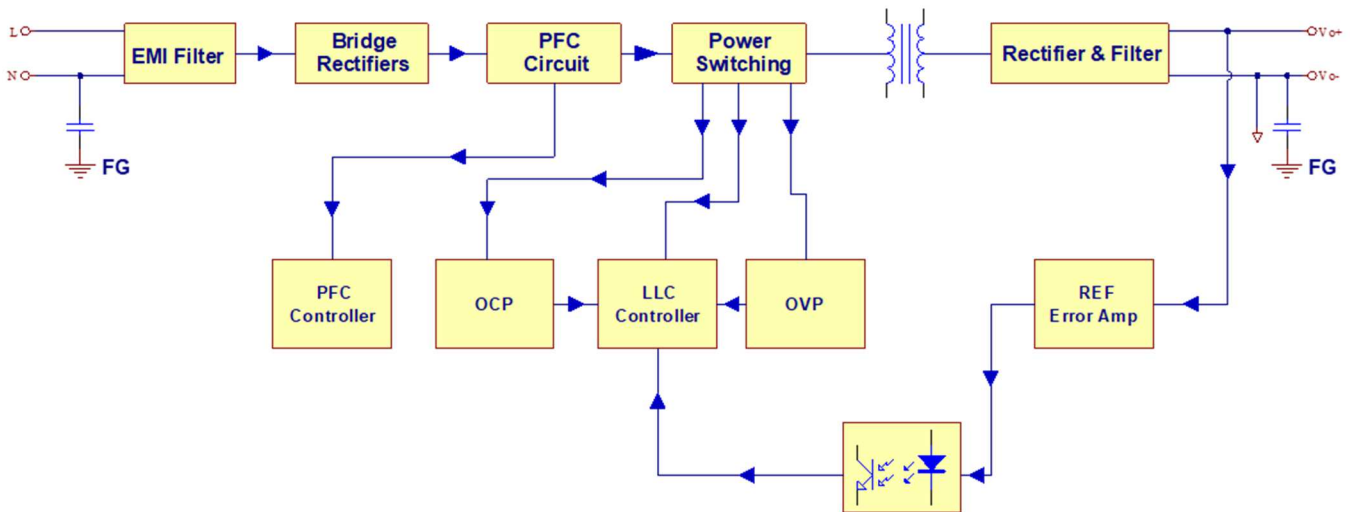 L
EMI Filter
Bridge
Rectifiers
PFC
Circuit
Power
Switching
Rectifier & Filter
Vo+
N
Vo-
FG
FG
PFC
Controller
OCP
LLC
Controller
OVP
REF
Error Amp